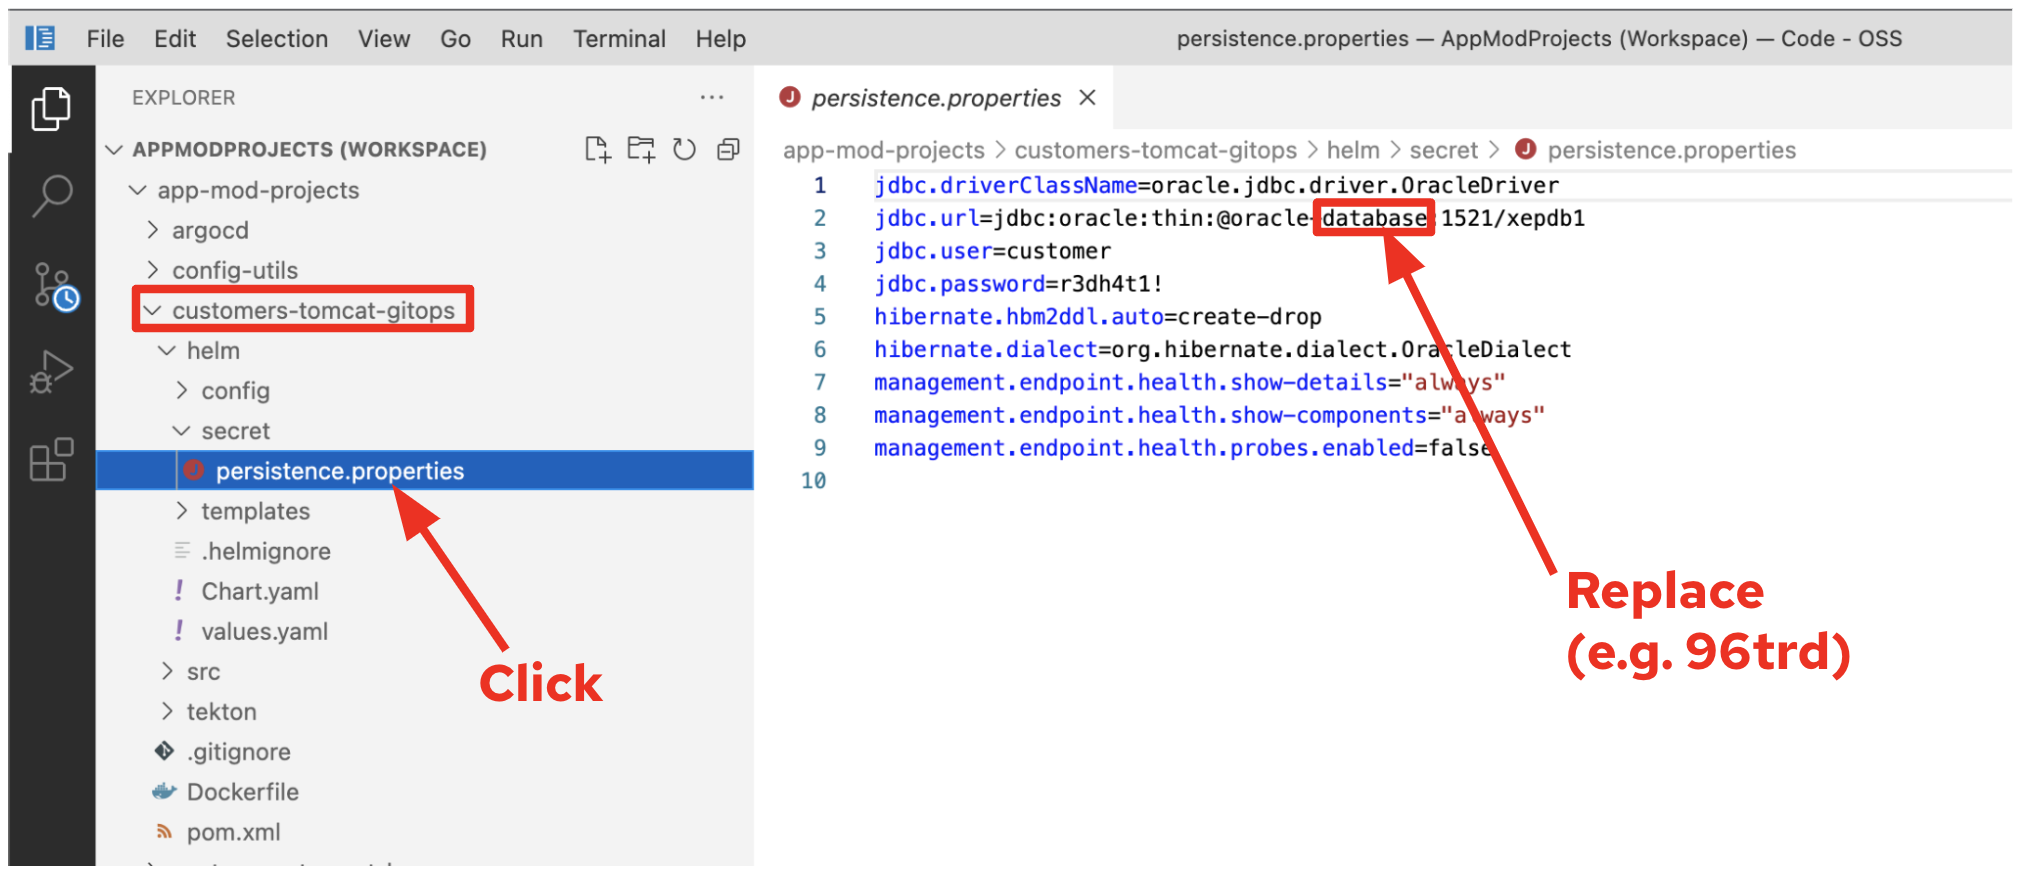 File Edit Selection View Go Run Terminal Help
persistence.properties — AppModProjects (Workspace) — Code - OSS
EXPLORER
APPMODPROJECTS (WORKSPACE)
app-mod-projects
argocd
config-utils
customers-tomcat-gitops
helm
config
secret
persistence.properties
templates
.helmignore
Chart.yaml
values.yaml
src
tekton
.gitignore
Dockerfile
pom.xml
Click
persistence.properties
app-mod-projects > customers-tomcat-gitops > helm > secret > persistence.properties
1 jdbc.driverClassName=oracle.jdbc.driver.OracleDriver
2 jdbc.url=jdbc:oracle:thin:@oracle-database:1521/xepdb1
3 jdbc.user=customer
4 jdbc.password=r3dh4t1!
5 hibernate.hbm2ddl.auto=create-drop
6 hibernate.dialect=org.hibernate.dialect.OracleDialect
7 management.endpoint.health.show-details="always"
8 management.endpoint.health.show-components="always"
9 management.endpoint.health.probes.enabled=false
10
Replace
(e.g. 96trd)